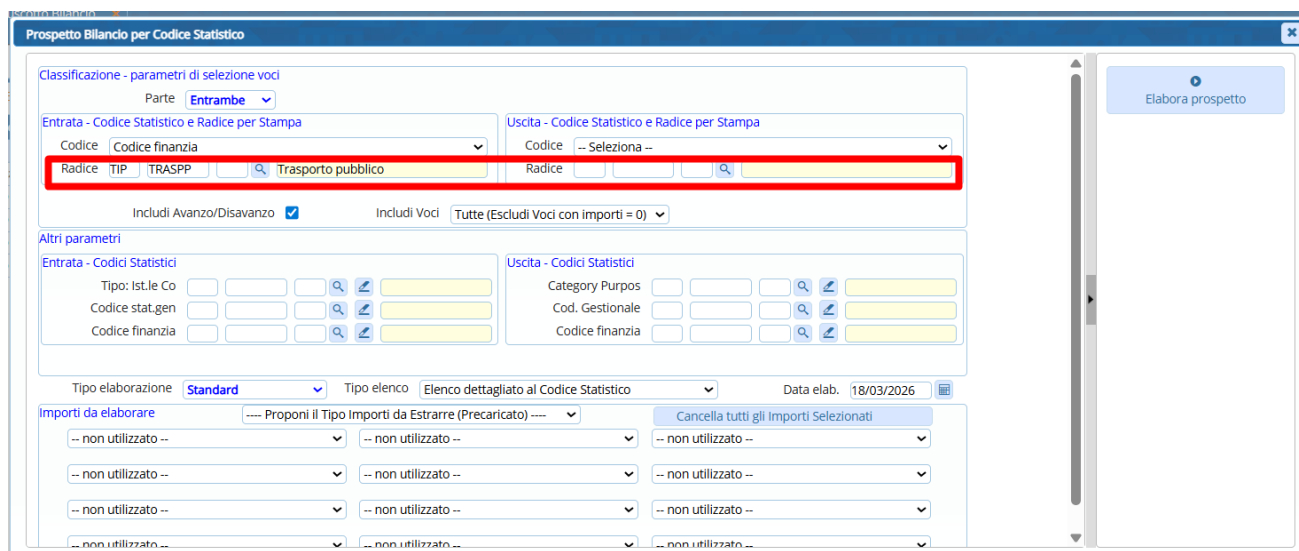 Prospetto Bilancio per Codice Statistico
Classificazione - parametri di selezione voci
Parte Entrambe
Elabora prospetto
Entrata - Codice Statistico e Radice per Stampa Uscita - Codice Statistico e Radice per Stampa
Codice Codice finanzia Codice -- Seleziona --
Radice TIP TRASPP Trasporto pubblico Radice
Includi Avanzo/Disavanzo Includi Voci Tutte (Escludi Voci con importi = 0)
Altri parametri
Entrata - Codici Statistici Uscita - Codici Statistici
Tipo: Ist.le Co Category Purpos
Codice stat.gen Cod. Gestionale
Codice finanzia Codice finanzia
Tipo elaborazione Standard Tipo elenco Elenco dettagliato al Codice Statistico Data elab. 18/03/2026
Importi da elaborare ---- Proponi il Tipo Importi da Estrarre (Precaricato) ---- Cancella tutti gli Importi Selezionati
-- non utilizzato -- -- non utilizzato -- -- non utilizzato --
-- non utilizzato -- -- non utilizzato -- -- non utilizzato --
-- non utilizzato -- -- non utilizzato -- -- non utilizzato --
-- non utilizzato -- -- non utilizzato -- -- non utilizzato --